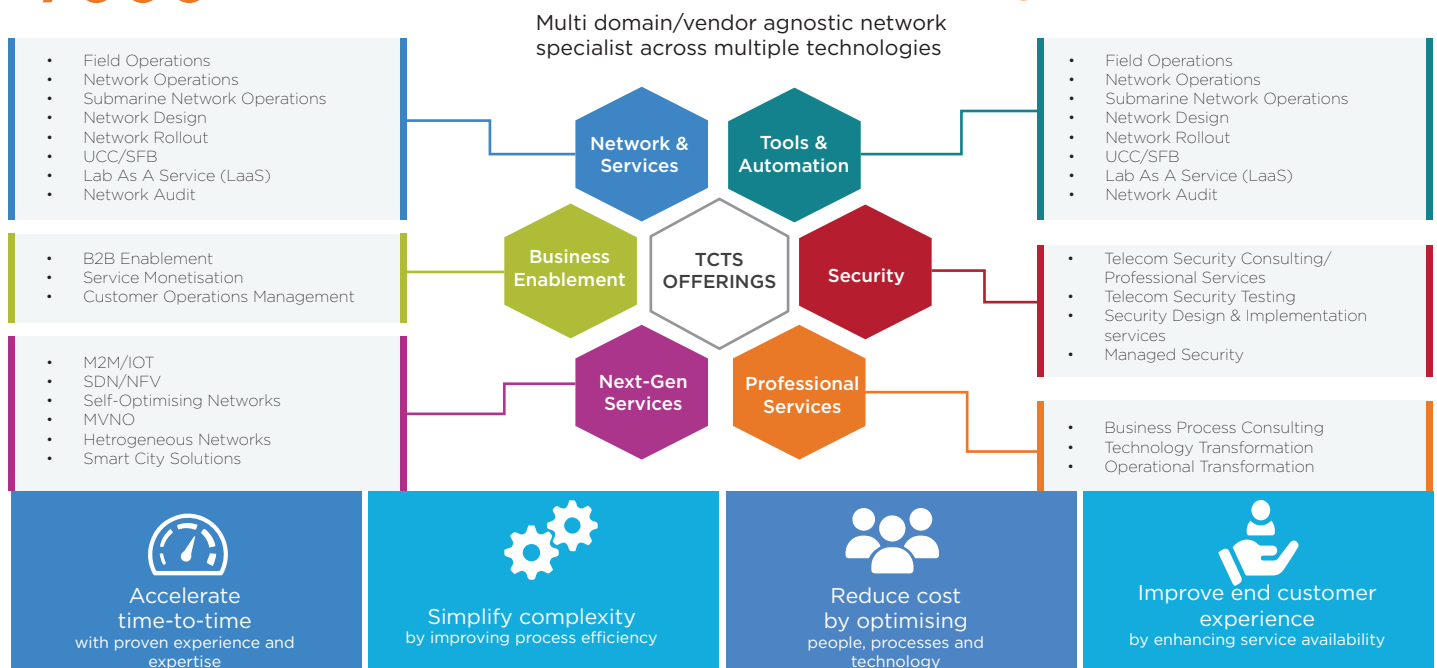 Multi domain/vendor agnostic network
specialist across multiple technologies
• Field Operations
• Network Operations
• Submarine Network Operations
• Network Design
• Network Rollout
• UCC/SFB
• Lab As A Service (LaaS)
• Network Audit
• B2B Enablement
• Service Monetisation
• Customer Operations Management
• M2M/IOT
• SDN/NFV
• Self-Optimising Networks
• MVNO
• Hetrogeneous Networks
• Smart City Solutions
Network &
Services
Tools &
Automation
Business
Enablement
TCTS
OFFERINGS
Security
Next-Gen
Services
Professional
Services
• Field Operations
• Network Operations
• Submarine Network Operations
• Network Design
• Network Rollout
• UCC/SFB
• Lab As A Service (LaaS)
• Network Audit
• Telecom Security Consulting/
Professional Services
• Telecom Security Testing
• Security Design & Implementation
services
• Managed Security
• Business Process Consulting
• Technology Transformation
• Operational Transformation
Accelerate
time-to-time
with proven experience and
expertise
Simplify complexity
by improving process efficiency
Reduce cost
by optimising
people, processes and
technology
Improve end customer
experience
by enhancing service availability